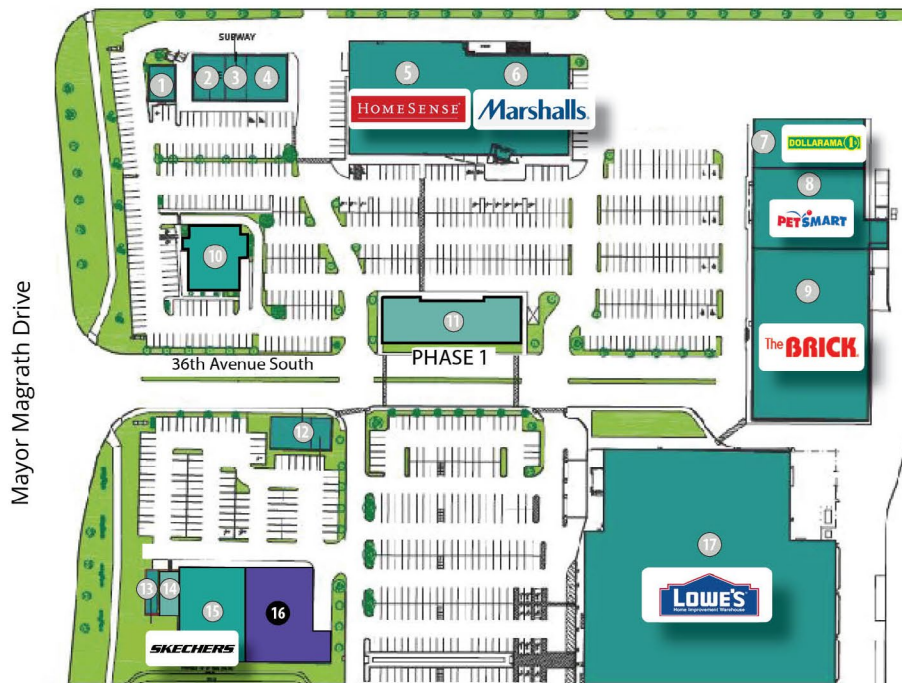 SUBWAY
1
2
3
4
5
6
HOMESENSE
Marshalls
7
DOLLARAMA
8
PETSMART
9
The BRICK
10
11
36th Avenue South
PHASE 1
Mayor Magrath Drive
12
13
14
15
16
17
LOWE'S
Home Improvement Warehouse
SKECHERS